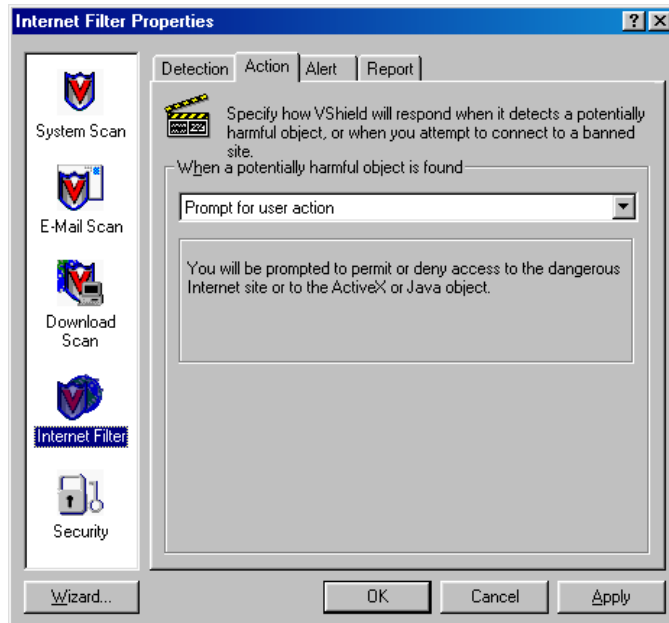 Internet Filter Properties
System Scan
E-Mail Scan
Download
Scan
Internet Filter
Security
Detection
Action
Alert
Report
Specify how VShield will respond when it detects a potentially
harmful object, or when you attempt to connect to a banned
site.
When a potentially harmful object is found
Prompt for user action
You will be prompted to permit or deny access to the dangerous
Internet site or to the ActiveX or Java object.
Wizard...
OK
Cancel
Apply